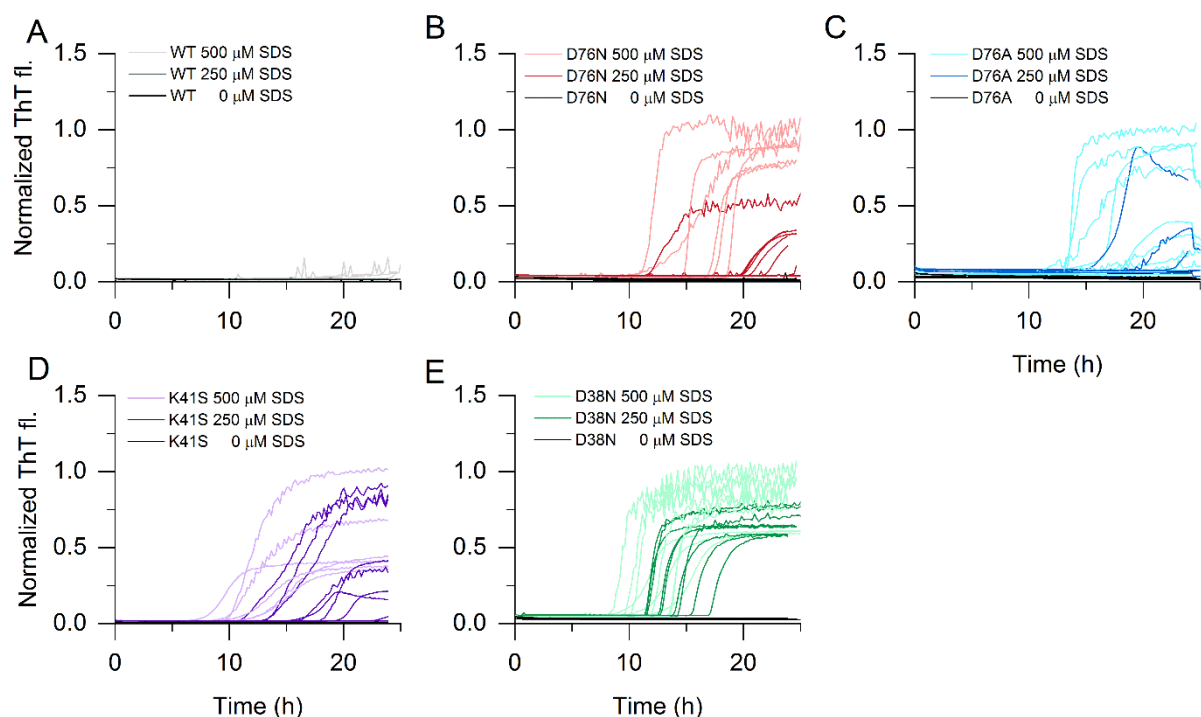 A
1.5
WT 500 μM SDS
WT 250 μM SDS
WT 0 μM SDS
1.0
0.5
0.0
0 10 20
Normalized ThT fl.
B
1.5
D76N 500 μM SDS
D76N 250 μM SDS
D76N 0 μM SDS
1.0
0.5
0.0
0 10 20
C
1.5
D76A 500 μM SDS
D76A 250 μM SDS
D76A 0 μM SDS
1.0
0.5
0.0
0 10 20
Time (h)
D
1.5
K41S 500 μM SDS
K41S 250 μM SDS
K41S 0 μM SDS
1.0
0.5
0.0
0 10 20
Normalized ThT fl.
Time (h)
E
1.5
D38N 500 μM SDS
D38N 250 μM SDS
D38N 0 μM SDS
1.0
0.5
0.0
0 10 20
Time (h)